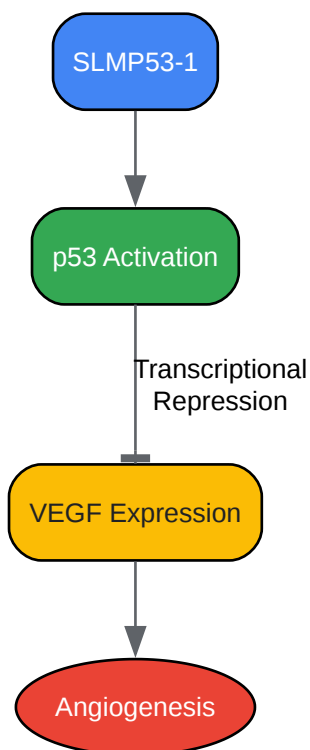 SLMP53-1
p53 Activation
Transcriptional
Repression
VEGF Expression
Angiogenesis